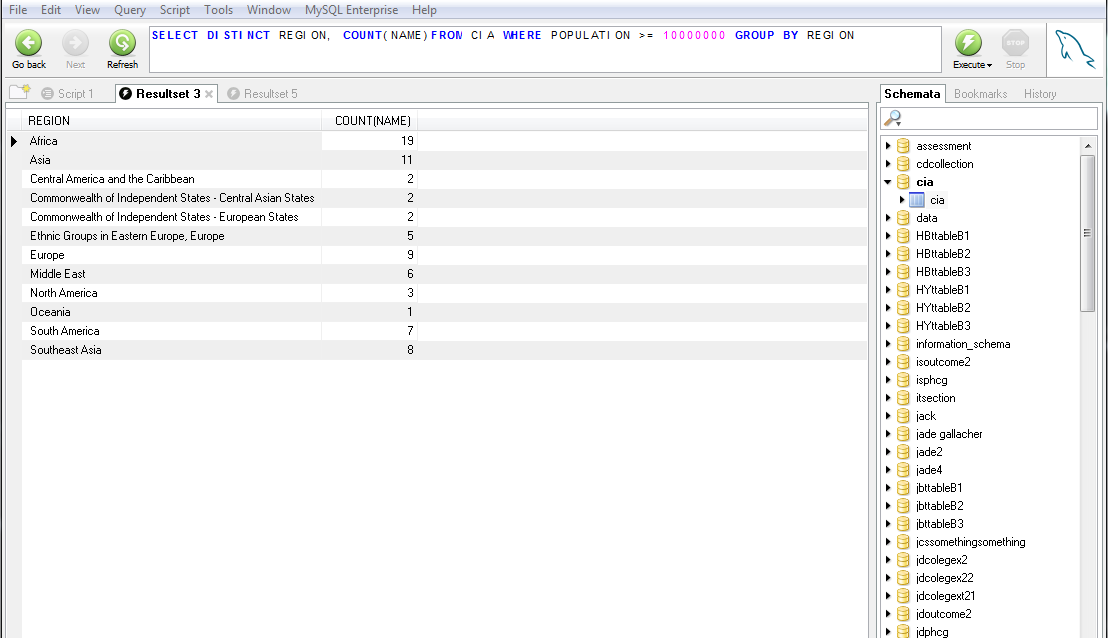 File Edit View Query Script Tools Window MySQL Enterprise Help
SELECT DISTINCT REGION, COUNT(NAME)FROM CIA WHERE POPULATION >= 10000000 GROUP BY REGION
Go back Next Refresh Execute STOP Stop
Script 1 Resultset 3 Resultset 5
Schemata Bookmarks History
REGION COUNT(NAME)
Africa 19
Asia 11
Central America and the Caribbean 2
Commonwealth of Independent States - Central Asian States 2
Commonwealth of Independent States - European States 2
Ethnic Groups in Eastern Europe, Europe 5
Europe 9
Middle East 6
North America 3
Oceania 1
South America 7
Southeast Asia 8
assessment
cdcollection
cia
cia
data
HBttableB1
HBttableB2
HBttableB3
HYttableB1
HYttableB2
HYttableB3
information_schema
isoutcome2
isphcg
itsection
jack
jade gallacher
jade2
jade4
jbttableB1
jbttableB2
jbttableB3
jcssomethingsomething
jdcolegex2
jdcolegex22
jdcolegext21
jdoutcome2
jdphcg